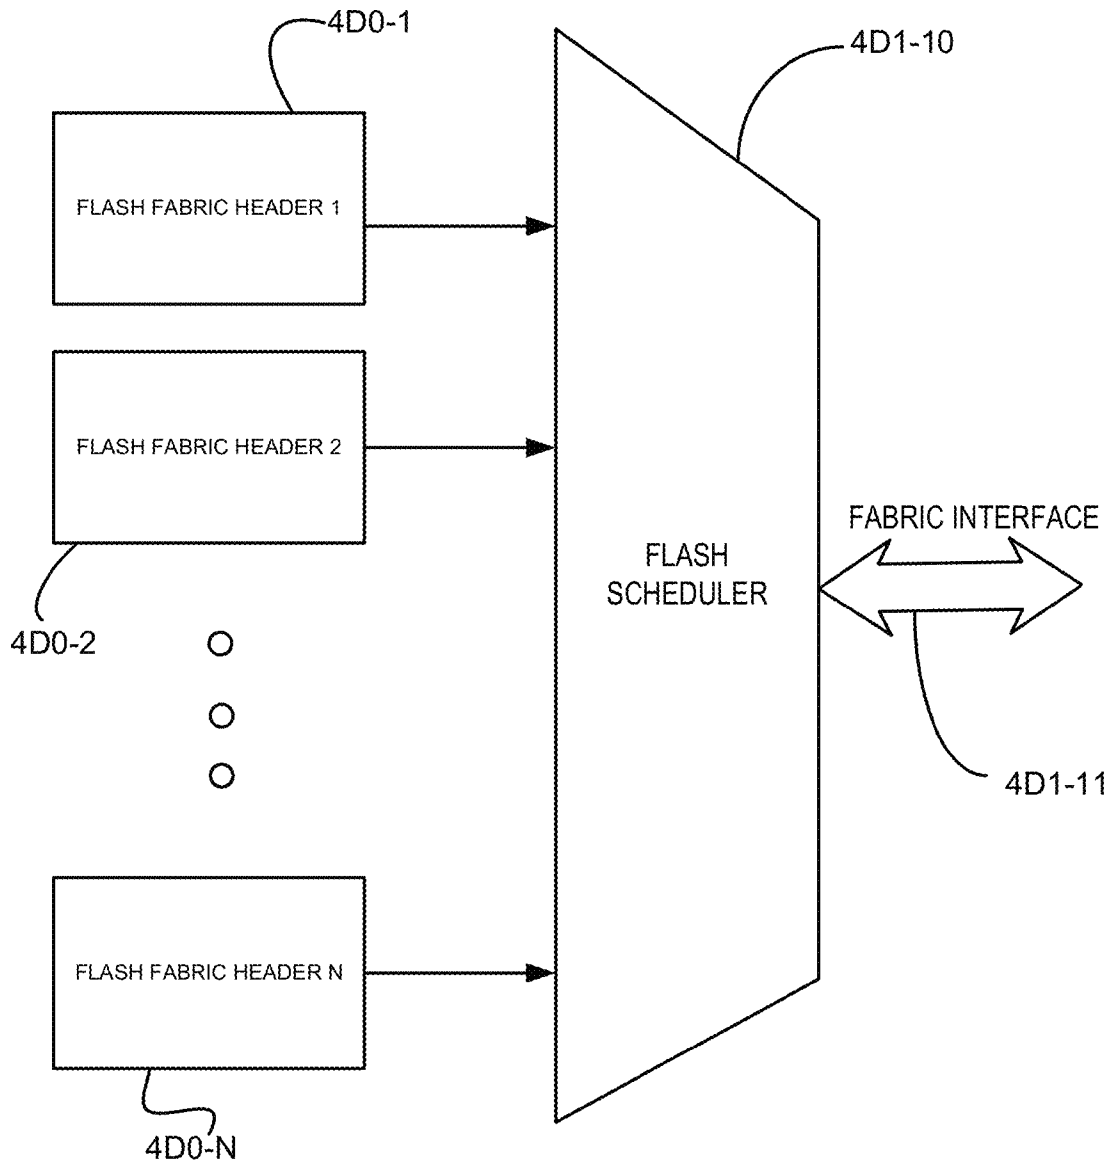 4D0-1
4D1-10
FLASH FABRIC HEADER 1
FLASH FABRIC HEADER 2
FABRIC INTERFACE
FLASH
SCHEDULER
4D0-2
4D1-11
FLASH FABRIC HEADER N
4D0-N